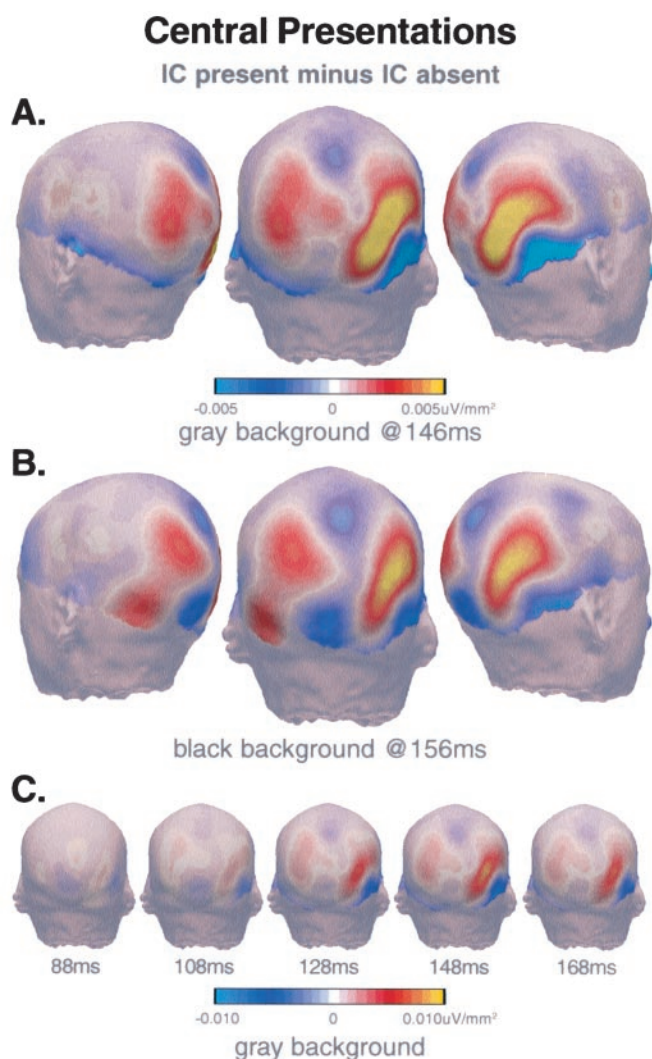 Central Presentations
IC present minus IC absent
A.
-0.005 0 0.005uV/mm²
gray background @146ms
B.
black background @156ms
C.
88ms 108ms 128ms 148ms 168ms
-0.010 0 0.010uV/mm²
gray background